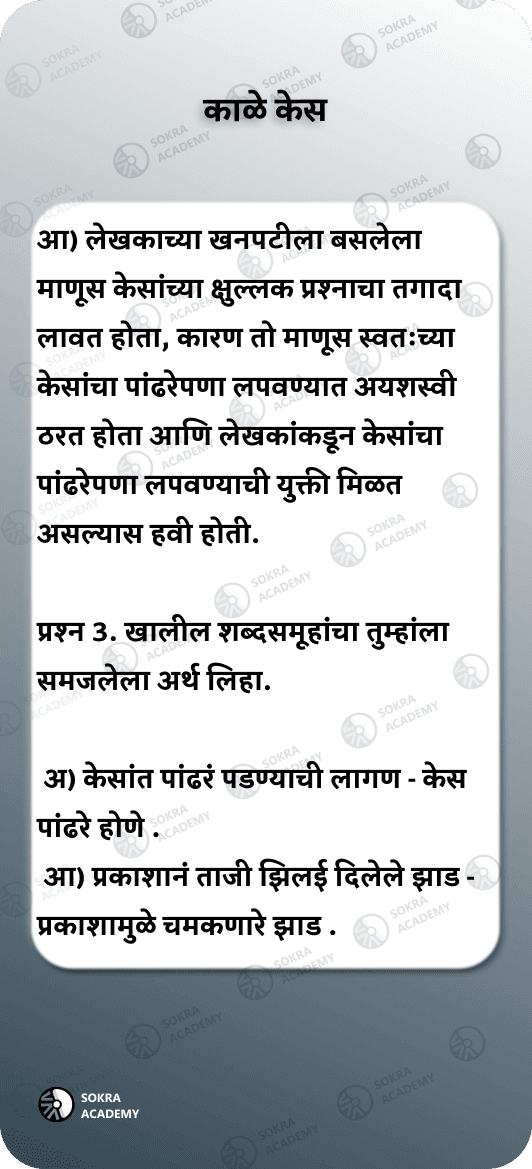 काळे केस
आ) लेखकाच्या खनपटीला बसलेला
माणूस केसांच्या क्षुल्लक प्रश्नाचा तगादा
लावत होता, कारण तो माणूस स्वतःच्या
केसांचा पांढरेपणा लपवण्यात अयशस्वी
ठरत होता आणि लेखकांकडून केसांचा
पांढरेपणा लपवण्याची युक्ती मिळत
असल्यास हवी होती.
प्रश्न 3. खालील शब्दसमूहांचा तुम्हांला
समजलेला अर्थ लिहा.
अ) केसांत पांढरं पडण्याची लागण - केस
पांढरे होणे .
आ) प्रकाशानं ताजी झिलई दिलेले झाड -
प्रकाशामुळे चमकणारे झाड .
SOKRA
ACADEMY